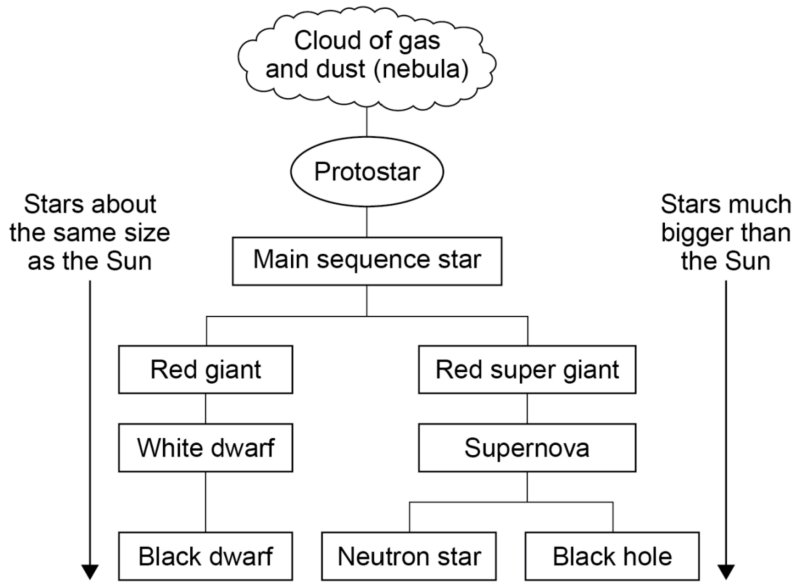 Cloud of gas
and dust (nebula)
Protostar
Stars about
the same size
as the Sun
Stars much
bigger than
the Sun
Main sequence star
Red giant
Red super giant
White dwarf
Supernova
Black dwarf
Neutron star
Black hole